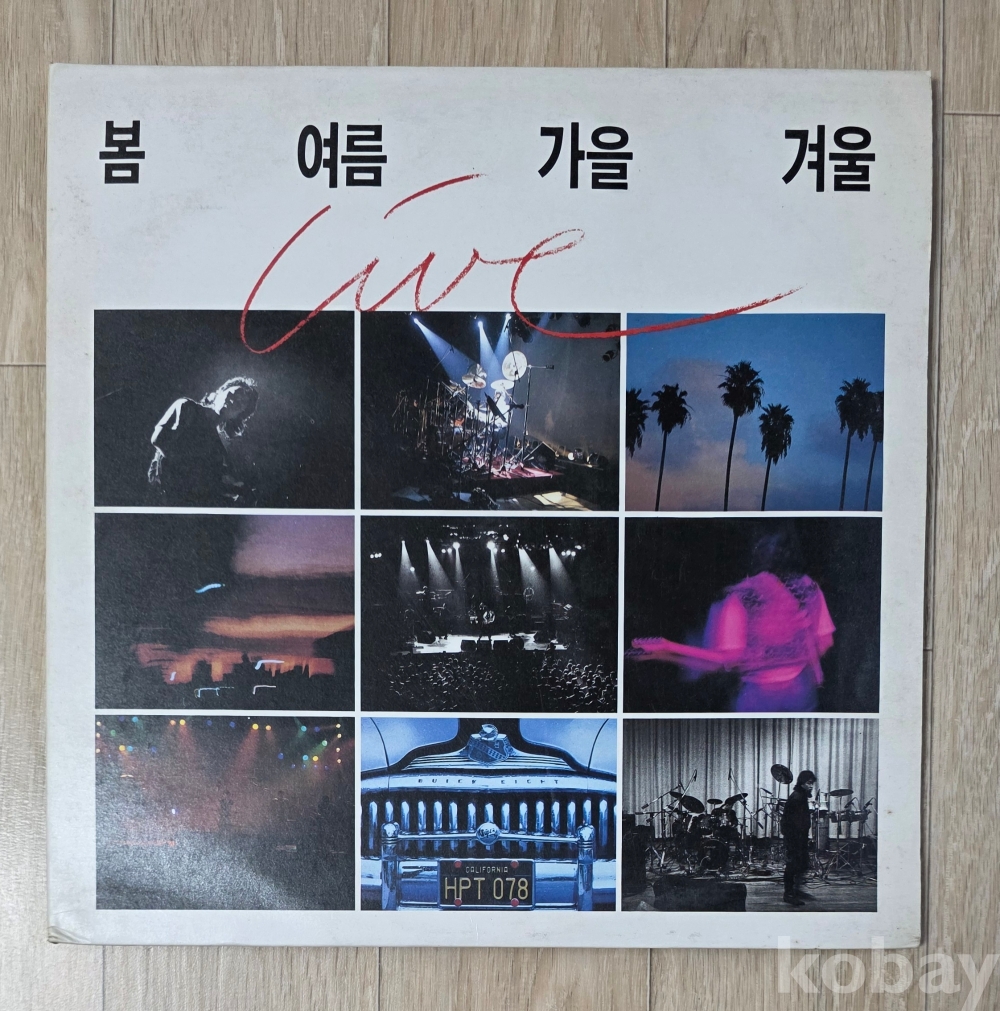 봄 여름 가을 겨울
Live
BUICK EIGHT
CALIFORNIA
HPT 078
kobay